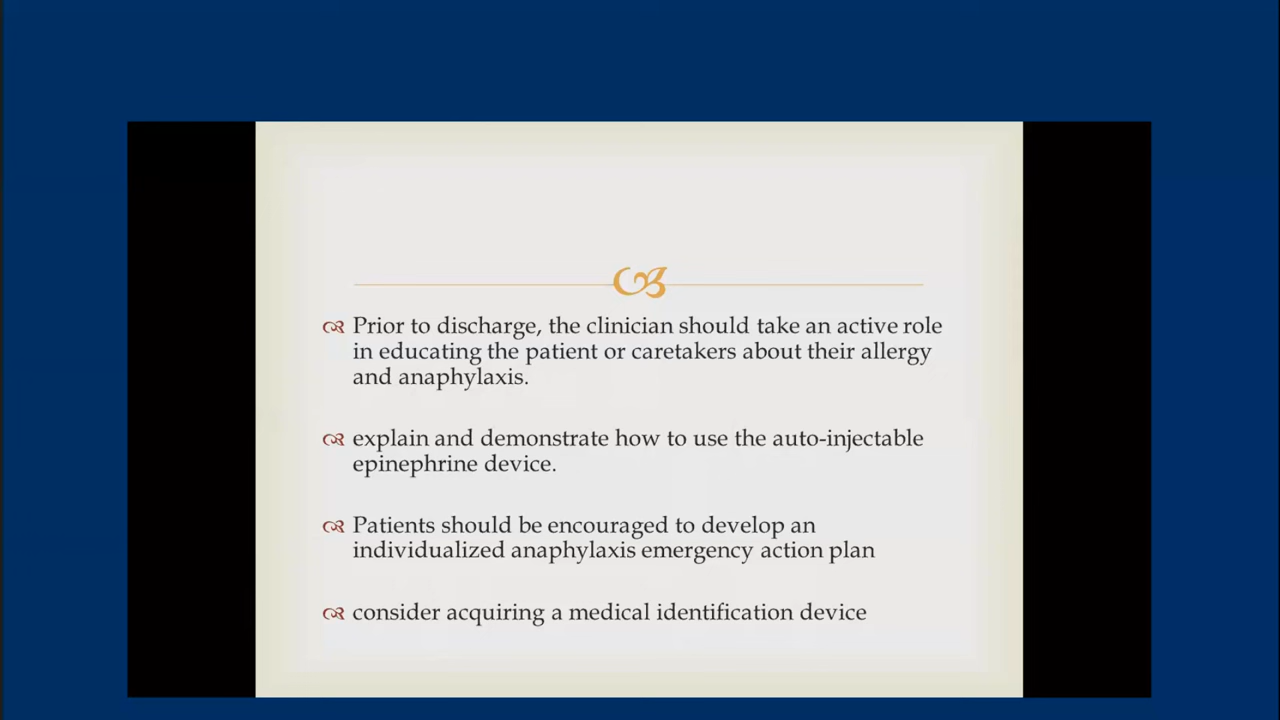 Prior to discharge, the clinician should take an active role
in educating the patient or caretakers about their allergy
and anaphylaxis.
explain and demonstrate how to use the auto-injectable
epinephrine device.
Patients should be encouraged to develop an
individualized anaphylaxis emergency action plan
consider acquiring a medical identification device